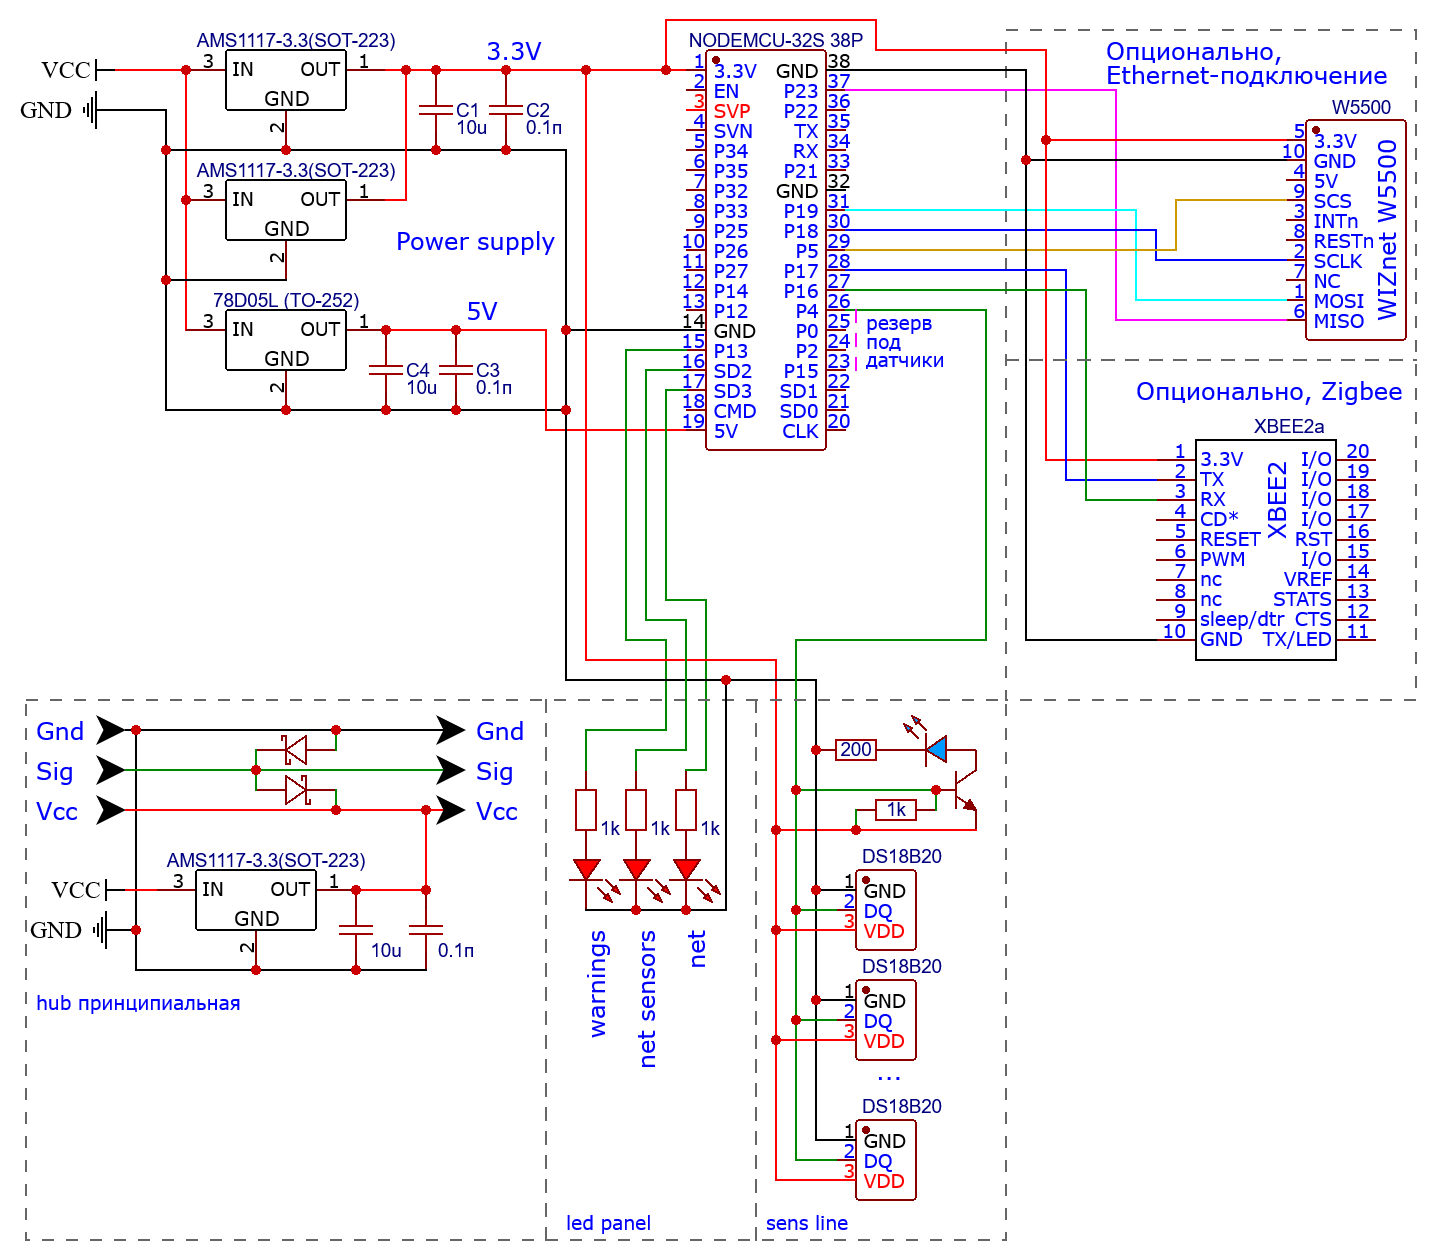 AMS1117-3.3(SOT-223)
VCC
GND
3 IN OUT 1
GND
2
3.3V
C1
10u
C2
0.1п
AMS1117-3.3(SOT-223)
3 IN OUT 1
GND
2
Power supply
78D05L (TO-252)
3 IN OUT 1
GND
2
5V
C4
10u
C3
0.1п
NODEMCU-32S 38P
1 3.3V GND 38
2 EN P23 37
3 SVP P22 36
4 SVN TX 35
5 P34 RX 34
6 P35 P21 33
7 P32 GND 32
8 P33 P19 31
9 P25 P18 30
10 P26 P5 29
11 P27 P17 28
12 P14 P16 27
13 P12 P4 26
14 GND P0 25
15 P13 P2 24
16 SD2 P15 23
17 SD3 SD1 22
18 CMD SD0 21
19 5V CLK 20
резерв
под
датчики
Опционально,
Ethernet-подключение
W5500
5 3.3V
10 GND
4 5V
9 SCS
3 INTn
8 RESTn
2 SCLK
7 NC
1 MOSI
6 MISO
WIZnet W5500
Опционально, Zigbee
XBEE2a
1 3.3V I/O 20
2 TX I/O 19
3 RX I/O 18
4 CD* I/O 17
5 RESET RST 16
6 PWM I/O 15
7 nc VREF 14
8 nc STATS 13
9 sleep/dtr CTS 12
10 GND TX/LED 11
XBEE2
Gnd Gnd
Sig Sig
Vcc Vcc
AMS1117-3.3(SOT-223)
VCC
GND
3 IN OUT 1
GND
2
10u
0.1п
hub принципиальная
1k 1k 1k
warnings
net sensors
net
led panel
200
1k
DS18B20
1 GND
2 DQ
3 VDD
DS18B20
1 GND
2 DQ
3 VDD
...
DS18B20
1 GND
2 DQ
3 VDD
sens line